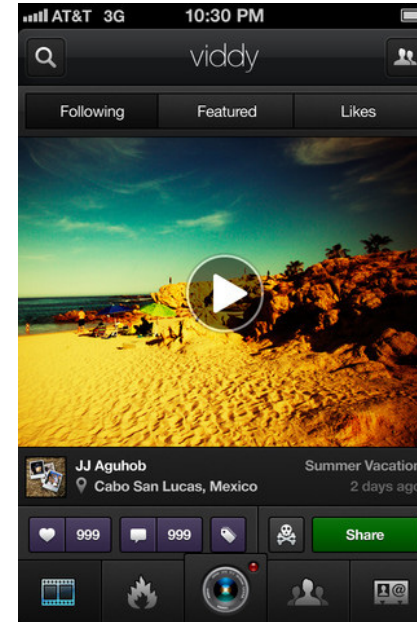 AT&T 3G 10:30 PM
viddy
Following Featured Likes
JJ Aguhob Summer Vacation
Cabo San Lucas, Mexico 2 days ago
999 999 Share
@